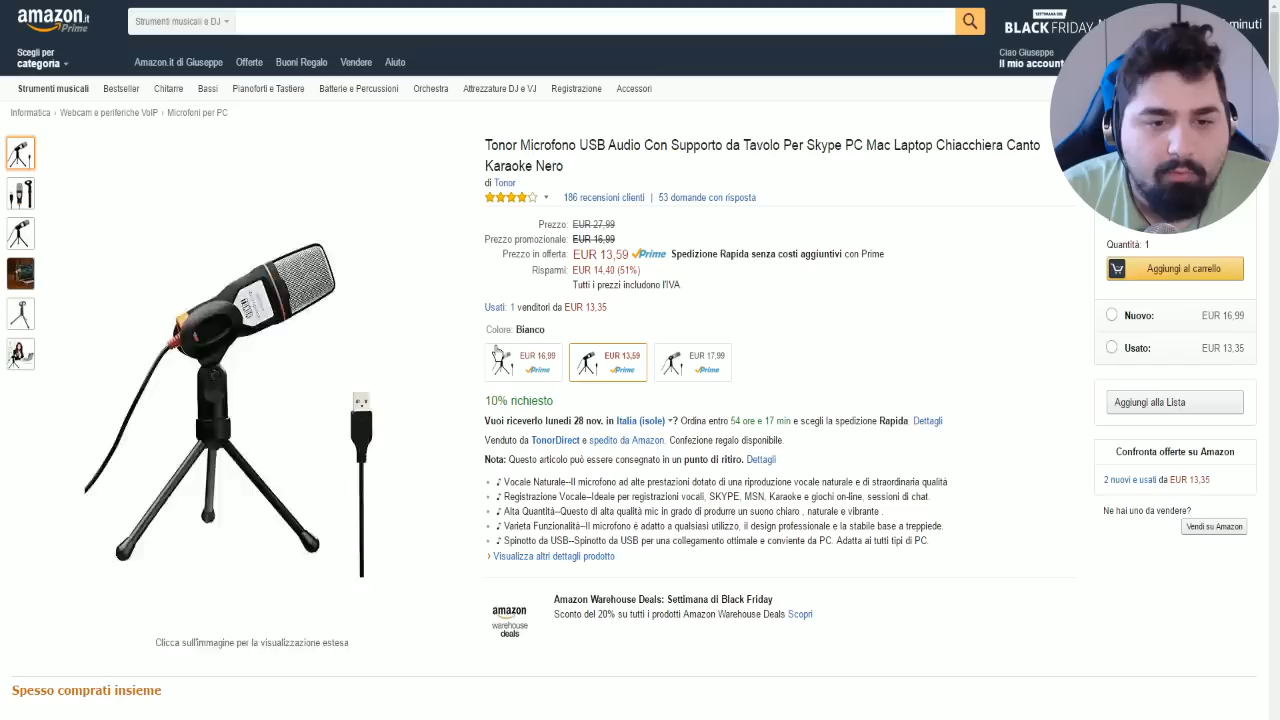 amazon.it
Prime
Strumenti musicali e DJ
SETTIMANA DEL
BLACK FRIDAY
Scegli per
categoria
Amazon.it di Giuseppe Offerte Buoni Regalo Vendere Aiuto
Ciao Giuseppe
Il mio account
Strumenti musicali Bestseller Chitarre Bassi Pianoforti e Tastiere Batterie e Percussioni Orchestra Attrezzature DJ e VJ Registrazione Accessori
Informatica › Webcam e periferiche VoIP › Microfoni per PC
Tonor Microfono USB Audio Con Supporto da Tavolo Per Skype PC Mac Laptop Chiacchiera Canto
Karaoke Nero
di Tonor
186 recensioni clienti | 53 domande con risposta
Prezzo: EUR 27,99
Prezzo promozionale: EUR 16,99
Prezzo in offerta: EUR 13,59 Prime Spedizione Rapida senza costi aggiuntivi con Prime
Risparmi: EUR 14,40 (51%)
Tutti i prezzi includono l'IVA.
Usati: 1 venditori da EUR 13,35
Colore: Bianco
EUR 16,99 EUR 13,59 EUR 17,99
Prime Prime Prime
10% richiesto
Vuoi riceverlo lunedì 28 nov. in Italia (isole) ? Ordina entro 54 ore e 17 min e scegli la spedizione Rapida Dettagli
Venduto da TonorDirect e spedito da Amazon. Confezione regalo disponibile.
Nota: Questo articolo può essere consegnato in un punto di ritiro. Dettagli
• ♪ Vocale Naturale--Il microfono ad alte prestazioni dotato di una riproduzione vocale naturale e di straordinaria qualità
• ♪ Registrazione Vocale--Ideale per registrazioni vocali, SKYPE, MSN, Karaoke e giochi on-line, sessioni di chat.
• ♪ Alta Quantità--Questo di alta qualità mic in grado di produrre un suono chiaro , naturale e vibrante .
• ♪ Varieta Funzionalità--Il microfono è adatto a qualsiasi utilizzo, il design professionale e la stabile base a treppiede.
• ♪ Spinotto da USB--Spinotto da USB per una collegamento ottimale e conviente da PC. Adatta ai tutti tipi di PC.
› Visualizza altri dettagli prodotto
amazon
warehouse
deals
Amazon Warehouse Deals: Settimana di Black Friday
Sconto del 20% su tutti i prodotti Amazon Warehouse Deals Scopri
Clicca sull'immagine per la visualizzazione estesa
Spesso comprati insieme
Quantità: 1
Aggiungi al carrello
Nuovo: EUR 16,99
Usato: EUR 13,35
Aggiungi alla Lista
Confronta offerte su Amazon
2 nuovi e usati da EUR 13,35
Ne hai uno da vendere?
Vendi su Amazon